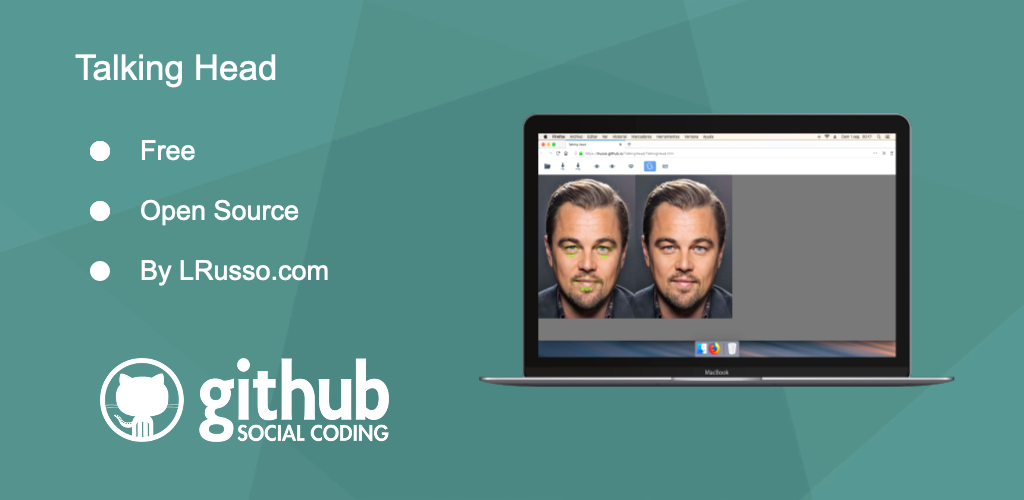 Talking Head
Free
Open Source
By LRusso.com
github
SOCIAL CODING
MacBook